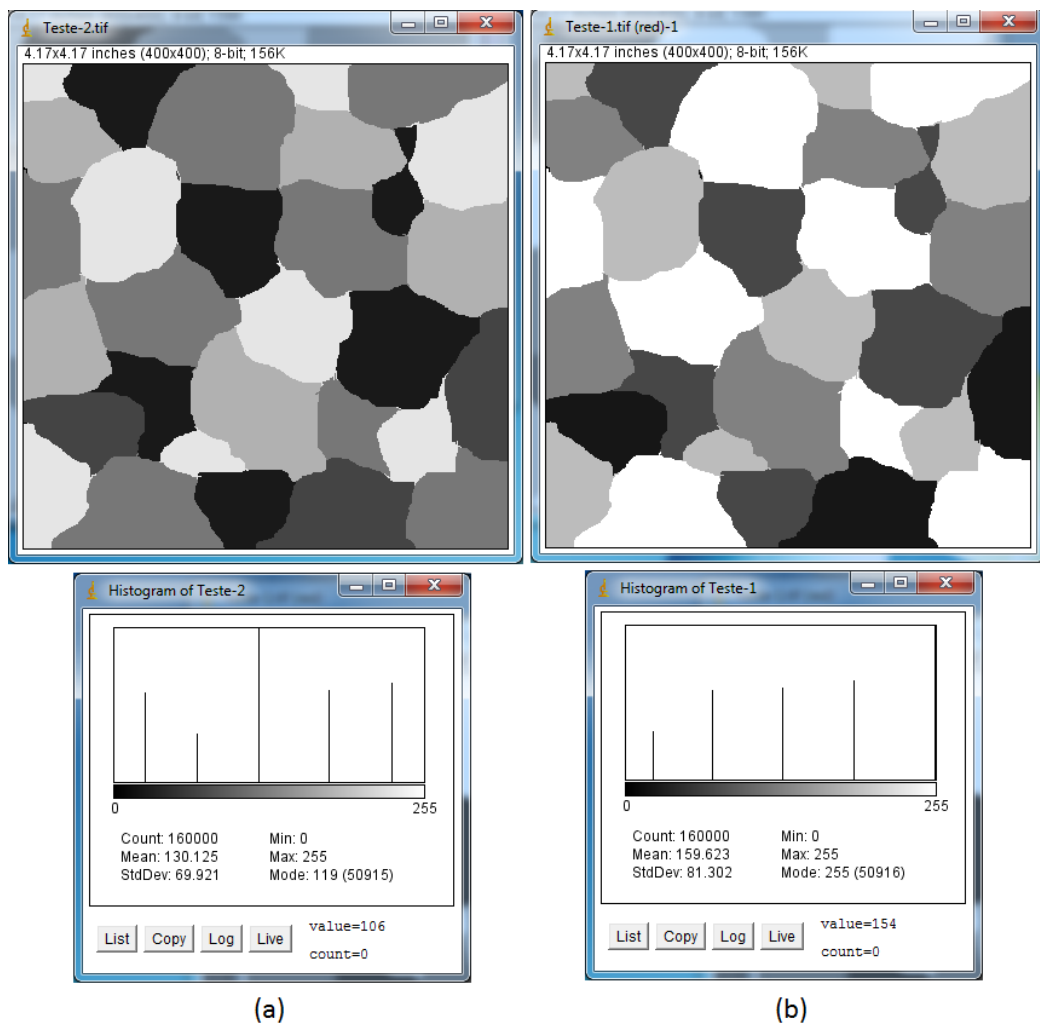 Teste-2.tif
4.17x4.17 inches (400x400); 8-bit; 156K
Teste-1.tif (red)-1
4.17x4.17 inches (400x400); 8-bit; 156K
Histogram of Teste-2
0 255
Count: 160000 Min: 0
Mean: 130.125 Max: 255
StdDev: 69.921 Mode: 119 (50915)
List Copy Log Live
value=106
count=0
(a)
Histogram of Teste-1
0 255
Count: 160000 Min: 0
Mean: 159.623 Max: 255
StdDev: 81.302 Mode: 255 (50916)
List Copy Log Live
value=154
count=0
(b)